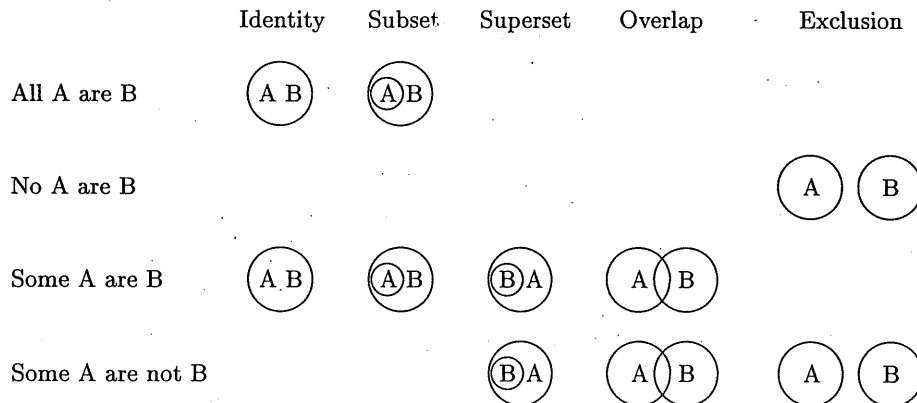 Identity Subset Superset Overlap Exclusion
All A are B A B A B
No A are B A B
Some A are B A B A B B A A B
Some A are not B B A A B A B